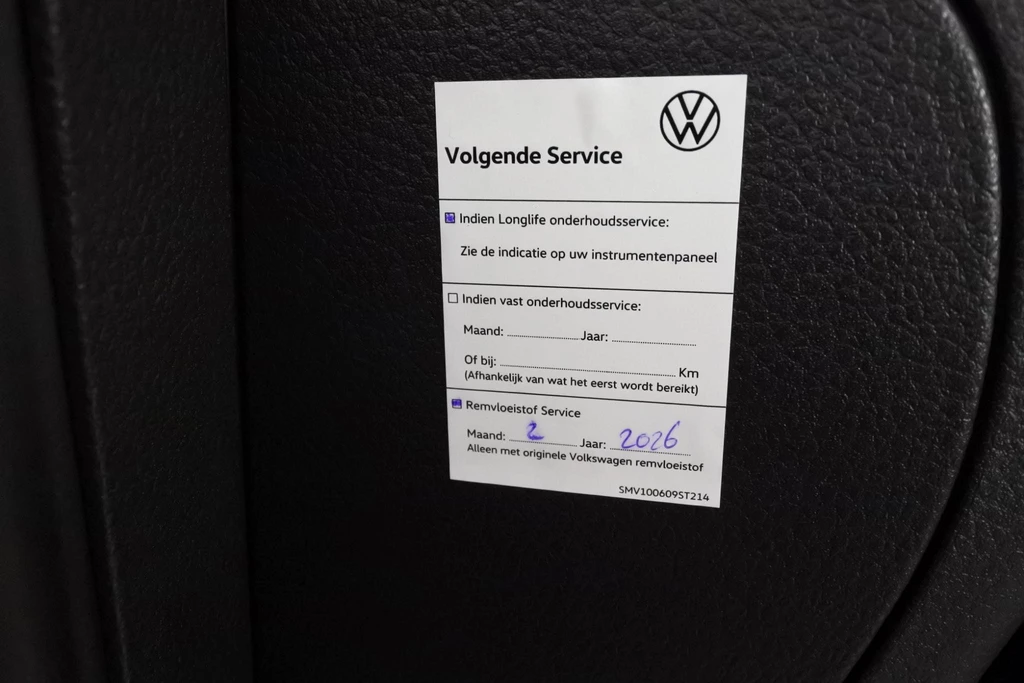 Volgende Service
Indien Longlife onderhoudsservice:
Zie de indicatie op uw instrumentenpaneel
Indien vast onderhoudsservice:
Maand: Jaar:
Of bij: Km
(Afhankelijk van wat het eerst wordt bereikt)
Remvloeistof Service
Maand: 2 Jaar: 2026
Alleen met originele Volkswagen remvloeistof
SMV100609ST214